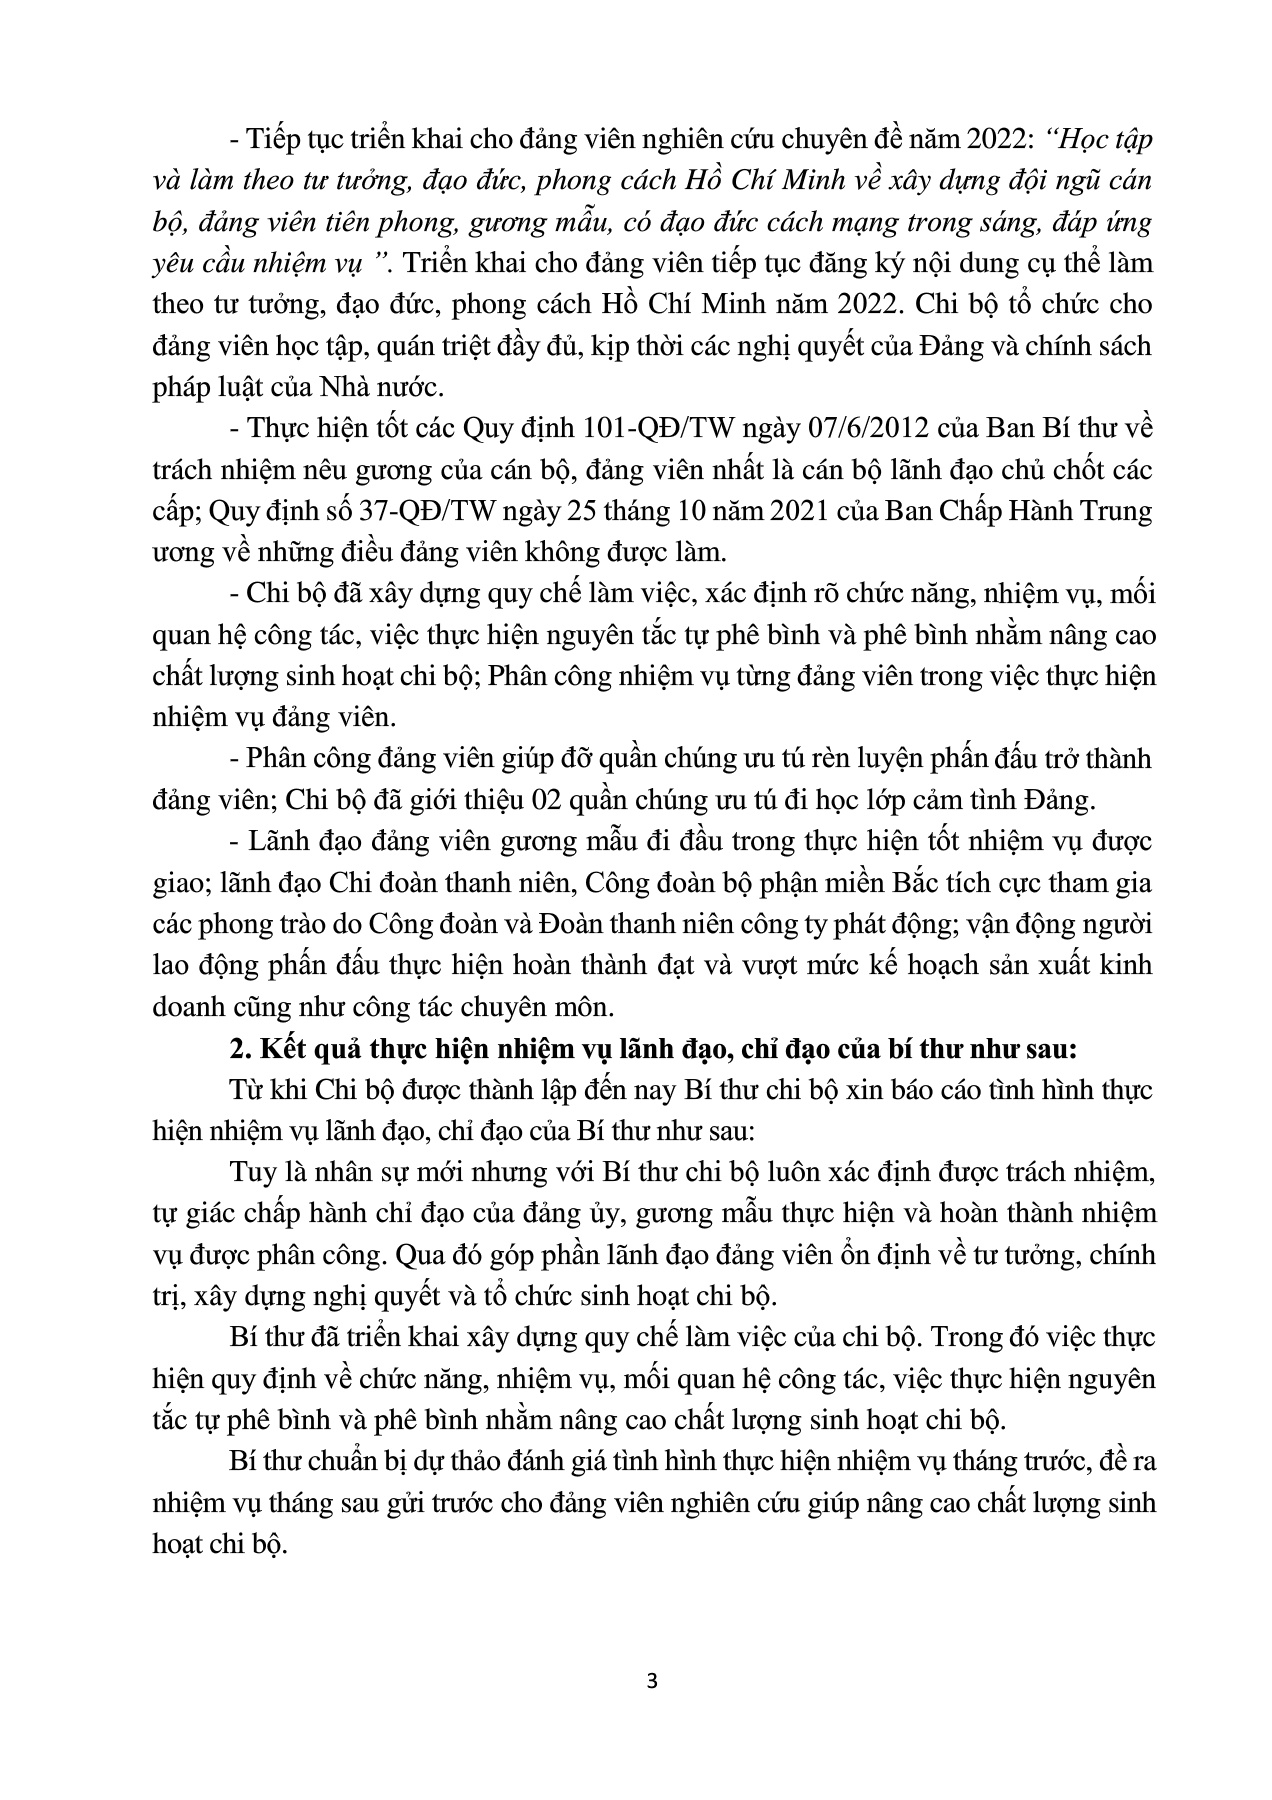 - Tiếp tục triển khai cho đảng viên nghiên cứu chuyên đề năm 2022: “Học tập
và làm theo tư tưởng, đạo đức, phong cách Hồ Chí Minh về xây dựng đội ngũ cán
bộ, đảng viên tiên phong, gương mẫu, có đạo đức cách mạng trong sáng, đáp ứng
yêu cầu nhiệm vụ ”. Triển khai cho đảng viên tiếp tục đăng ký nội dung cụ thể làm
theo tư tưởng, đạo đức, phong cách Hồ Chí Minh năm 2022. Chi bộ tổ chức cho
đảng viên học tập, quán triệt đầy đủ, kịp thời các nghị quyết của Đảng và chính sách
pháp luật của Nhà nước.
- Thực hiện tốt các Quy định 101-QĐ/TW ngày 07/6/2012 của Ban Bí thư về
trách nhiệm nêu gương của cán bộ, đảng viên nhất là cán bộ lãnh đạo chủ chốt các
cấp; Quy định số 37-QĐ/TW ngày 25 tháng 10 năm 2021 của Ban Chấp Hành Trung
ương về những điều đảng viên không được làm.
- Chi bộ đã xây dựng quy chế làm việc, xác định rõ chức năng, nhiệm vụ, mối
quan hệ công tác, việc thực hiện nguyên tắc tự phê bình và phê bình nhằm nâng cao
chất lượng sinh hoạt chi bộ; Phân công nhiệm vụ từng đảng viên trong việc thực hiện
nhiệm vụ đảng viên.
- Phân công đảng viên giúp đỡ quần chúng ưu tú rèn luyện phấn đấu trở thành
đảng viên; Chi bộ đã giới thiệu 02 quần chúng ưu tú đi học lớp cảm tình Đảng.
- Lãnh đạo đảng viên gương mẫu đi đầu trong thực hiện tốt nhiệm vụ được
giao; lãnh đạo Chi đoàn thanh niên, Công đoàn bộ phận miền Bắc tích cực tham gia
các phong trào do Công đoàn và Đoàn thanh niên công ty phát động; vận động người
lao động phấn đấu thực hiện hoàn thành đạt và vượt mức kế hoạch sản xuất kinh
doanh cũng như công tác chuyên môn.
2. Kết quả thực hiện nhiệm vụ lãnh đạo, chỉ đạo của bí thư như sau:
Từ khi Chi bộ được thành lập đến nay Bí thư chi bộ xin báo cáo tình hình thực
hiện nhiệm vụ lãnh đạo, chỉ đạo của Bí thư như sau:
Tuy là nhân sự mới nhưng với Bí thư chi bộ luôn xác định được trách nhiệm,
tự giác chấp hành chỉ đạo của đảng ủy, gương mẫu thực hiện và hoàn thành nhiệm
vụ được phân công. Qua đó góp phần lãnh đạo đảng viên ổn định về tư tưởng, chính
trị, xây dựng nghị quyết và tổ chức sinh hoạt chi bộ.
Bí thư đã triển khai xây dựng quy chế làm việc của chi bộ. Trong đó việc thực
hiện quy định về chức năng, nhiệm vụ, mối quan hệ công tác, việc thực hiện nguyên
tắc tự phê bình và phê bình nhằm nâng cao chất lượng sinh hoạt chi bộ.
Bí thư chuẩn bị dự thảo đánh giá tình hình thực hiện nhiệm vụ tháng trước, đề ra
nhiệm vụ tháng sau gửi trước cho đảng viên nghiên cứu giúp nâng cao chất lượng sinh
hoạt chi bộ.
3